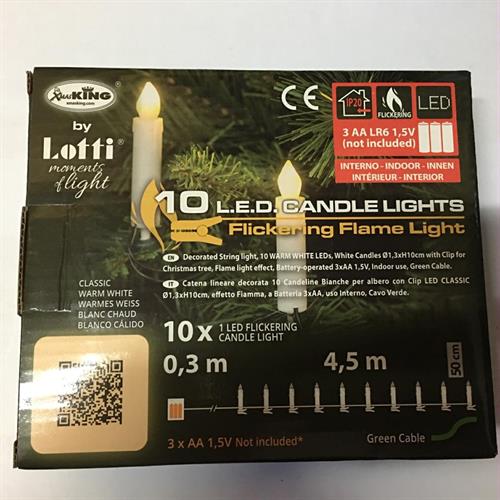 XmasKING
xmasking.com
by
Lotti®
moments
of light
CE
IP20
FLICKERING
LED
3 AA LR6 1,5V
(not included)
INTERNO - INDOOR - INNEN
INTÉRIEUR - INTERIOR
10 L.E.D. CANDLE LIGHTS
Flickering Flame Light
EN Decorated String light, 10 WARM WHITE LEDs, White Candles Ø1,3xH10cm with Clip for
Christmas tree, Flame light effect, Battery-operated 3xAA 1,5V, Indoor use, Green Cable.
IT Catena lineare decorata 10 Candeline Bianche per albero con Clip LED CLASSIC
Ø1,3xH10cm, effetto Fiamma, a Batteria 3xAA, uso Interno, Cavo Verde.
CLASSIC
WARM WHITE
WARMES WEISS
BLANC CHAUD
BLANCO CÁLIDO
10 x 1 LED FLICKERING
CANDLE LIGHT
0,3 m
4,5 m
50 cm
3 x AA 1,5V Not included*
Green Cable